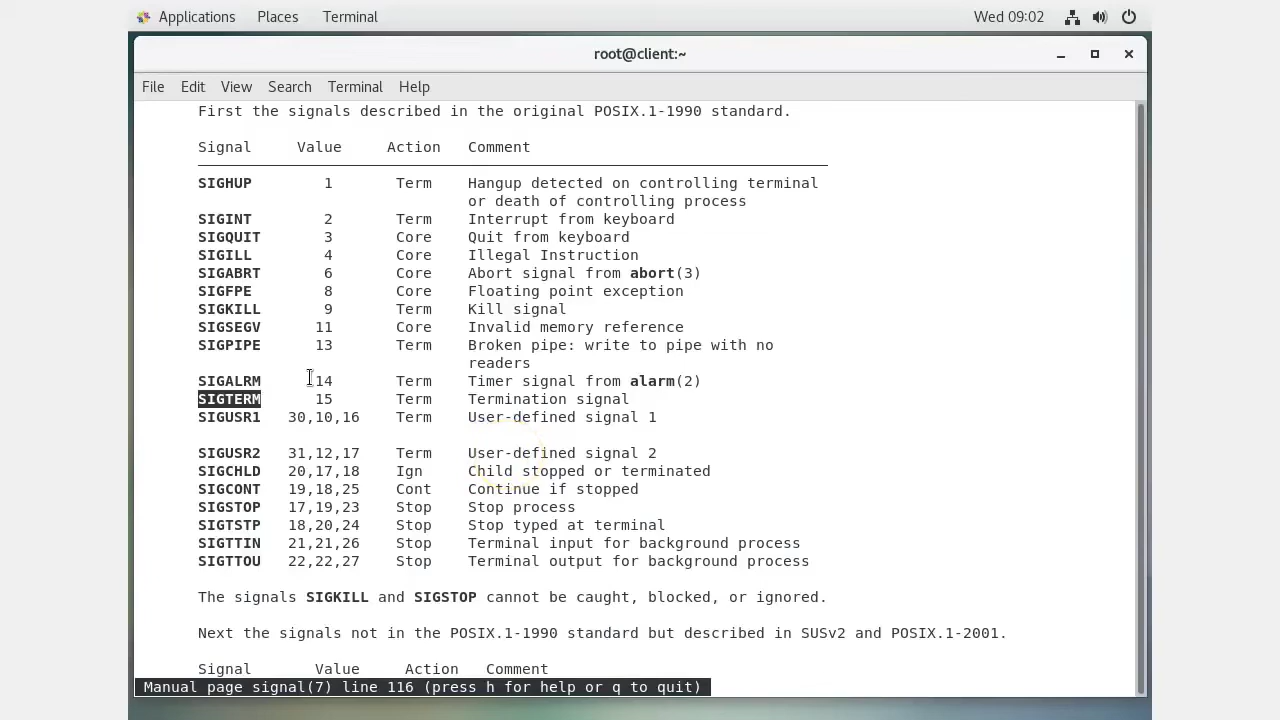 Applications Places Terminal Wed 09:02
root@client:~
File Edit View Search Terminal Help
First the signals described in the original POSIX.1-1990 standard.
Signal Value Action Comment
SIGHUP 1 Term Hangup detected on controlling terminal
or death of controlling process
SIGINT 2 Term Interrupt from keyboard
SIGQUIT 3 Core Quit from keyboard
SIGILL 4 Core Illegal Instruction
SIGABRT 6 Core Abort signal from abort(3)
SIGFPE 8 Core Floating point exception
SIGKILL 9 Term Kill signal
SIGSEGV 11 Core Invalid memory reference
SIGPIPE 13 Term Broken pipe: write to pipe with no
readers
SIGALRM 14 Term Timer signal from alarm(2)
SIGTERM 15 Term Termination signal
SIGUSR1 30,10,16 Term User-defined signal 1
SIGUSR2 31,12,17 Term User-defined signal 2
SIGCHLD 20,17,18 Ign Child stopped or terminated
SIGCONT 19,18,25 Cont Continue if stopped
SIGSTOP 17,19,23 Stop Stop process
SIGTSTP 18,20,24 Stop Stop typed at terminal
SIGTTIN 21,21,26 Stop Terminal input for background process
SIGTTOU 22,22,27 Stop Terminal output for background process
The signals SIGKILL and SIGSTOP cannot be caught, blocked, or ignored.
Next the signals not in the POSIX.1-1990 standard but described in SUSv2 and POSIX.1-2001.
Signal Value Action Comment
Manual page signal(7) line 116 (press h for help or q to quit)